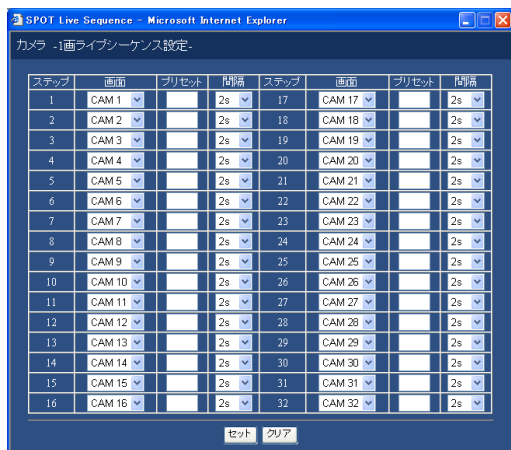 SPOT Live Sequence - Microsoft Internet Explorer
カメラ -1画ライブシーケンス設定-
ステップ 画面 プリセット 間隔 ステップ 画面 プリセット 間隔
1 CAM 1 2s 17 CAM 17 2s
2 CAM 2 2s 18 CAM 18 2s
3 CAM 3 2s 19 CAM 19 2s
4 CAM 4 2s 20 CAM 20 2s
5 CAM 5 2s 21 CAM 21 2s
6 CAM 6 2s 22 CAM 22 2s
7 CAM 7 2s 23 CAM 23 2s
8 CAM 8 2s 24 CAM 24 2s
9 CAM 9 2s 25 CAM 25 2s
10 CAM 10 2s 26 CAM 26 2s
11 CAM 11 2s 27 CAM 27 2s
12 CAM 12 2s 28 CAM 28 2s
13 CAM 13 2s 29 CAM 29 2s
14 CAM 14 2s 30 CAM 30 2s
15 CAM 15 2s 31 CAM 31 2s
16 CAM 16 2s 32 CAM 32 2s
セット クリア